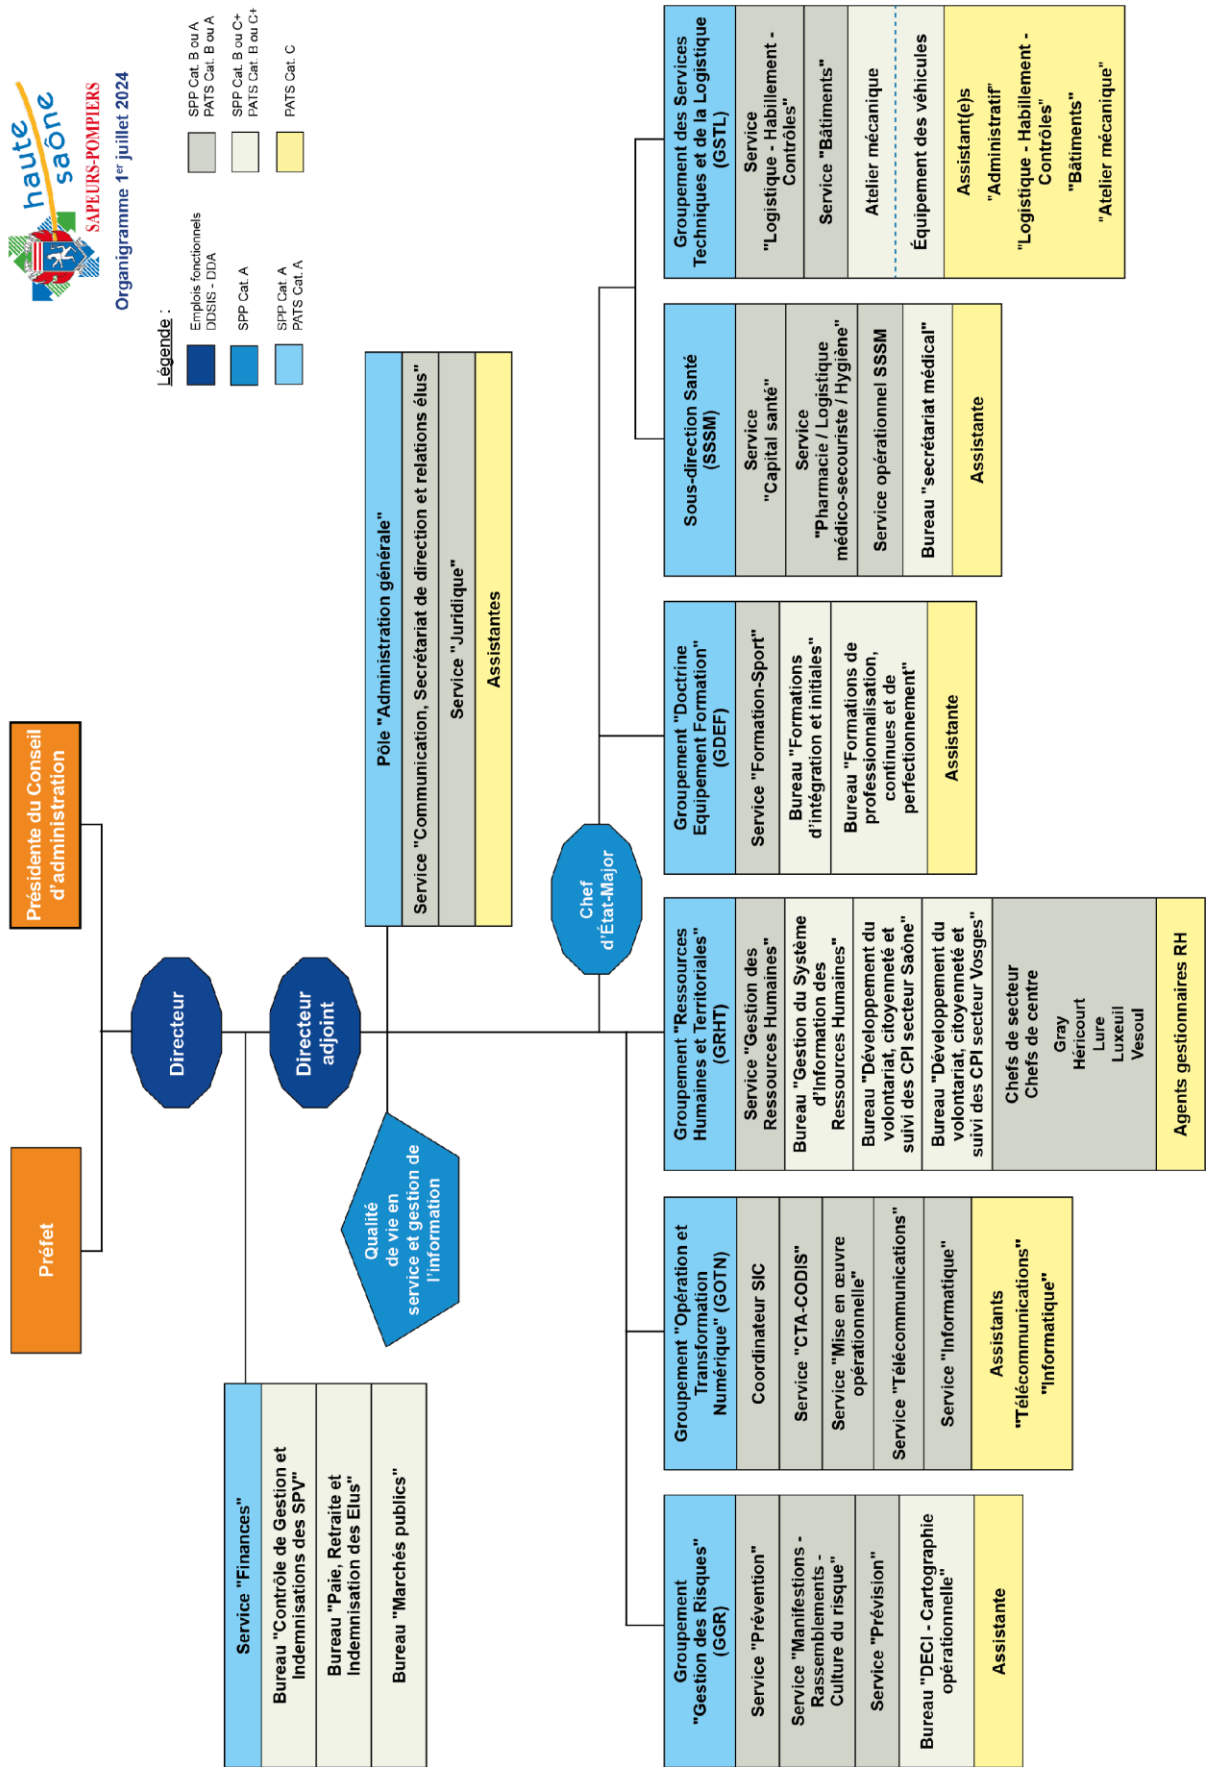 Préfet
Présidente du Conseil
d'administration
haute
saône
SAPEURS-POMPIERS
Organigramme 1er juillet 2024
Légende :
Emplois fonctionnels
DDSIS - DDA
SPP Cat. A
SPP Cat. A
PATS Cat. A
SPP Cat. B ou A
PATS Cat. B ou A
SPP Cat. B ou C+
PATS Cat. B ou C+
PATS Cat. C
Directeur
Directeur
adjoint
Service "Finances"
Bureau "Contrôle de Gestion et
Indemnisations des SPV"
Bureau "Paie, Retraite et
Indemnisation des Elus"
Bureau "Marchés publics"
Qualité
de vie en
service et gestion de
l'information
Pôle "Administration générale"
Service "Communication, Secrétariat de direction et relations élus"
Service "Juridique"
Assistantes
Chef
d'État-Major
Groupement
"Gestion des Risques"
(GGR)
Service "Prévention"
Service "Manifestions -
Rassemblements -
Culture du risque"
Service "Prévision"
Bureau "DECI - Cartographie
opérationnelle"
Assistante
Groupement "Opération et
Transformation
Numérique" (GOTN)
Coordinateur SIC
Service "CTA-CODIS"
Service "Mise en œuvre
opérationnelle"
Service "Télécommunications"
Service "Informatique"
Assistants
"Télécommunications"
"Informatique"
Groupement "Ressources
Humaines et Territoriales"
(GRHT)
Service "Gestion des
Ressources Humaines"
Bureau "Gestion du Système
d'Information des
Ressources Humaines"
Bureau "Développement du
volontariat, citoyenneté et
suivi des CPI secteur Saône"
Bureau "Développement du
volontariat, citoyenneté et
suivi des CPI secteur Vosges"
Chefs de secteur
Chefs de centre
Gray
Héricourt
Lure
Luxeuil
Vesoul
Agents gestionnaires RH
Groupement "Doctrine
Equipement Formation"
(GDEF)
Service "Formation-Sport"
Bureau "Formations
d'intégration et initiales"
Bureau "Formations de
professionnalisation,
continues et de
perfectionnement"
Assistante
Sous-direction Santé
(SSSM)
Service
"Capital santé"
Service
"Pharmacie / Logistique
médico-secouriste / Hygiène"
Service opérationnel SSSM
Bureau "secrétariat médical"
Assistante
Groupement des Services
Techniques et de la Logistique
(GSTL)
Service
"Logistique - Habillement -
Contrôles"
Service "Bâtiments"
Atelier mécanique
Équipement des véhicules
Assistant(e)s
"Administratif"
"Logistique - Habillement -
Contrôles"
"Bâtiments"
"Atelier mécanique"